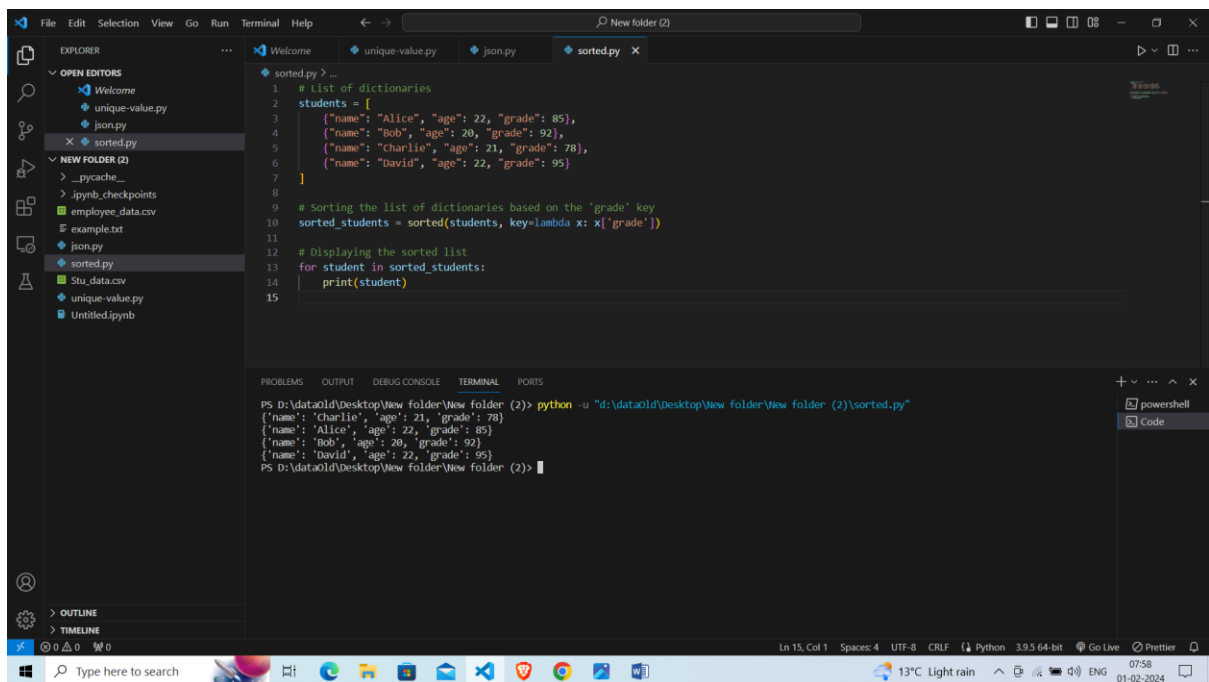 File Edit Selection View Go Run Terminal Help
New folder (2)
EXPLORER
OPEN EDITORS
Welcome
unique-value.py
json.py
sorted.py
NEW FOLDER (2)
__pycache__
.ipynb_checkpoints
employee_data.csv
example.txt
json.py
sorted.py
Stu_data.csv
unique-value.py
Untitled.ipynb
OUTLINE
TIMELINE
Welcome unique-value.py json.py sorted.py
sorted.py > ...
1 # List of dictionaries
2 students = [
3     {"name": "Alice", "age": 22, "grade": 85},
4     {"name": "Bob", "age": 20, "grade": 92},
5     {"name": "Charlie", "age": 21, "grade": 78},
6     {"name": "David", "age": 22, "grade": 95}
7 ]
8
9 # Sorting the list of dictionaries based on the 'grade' key
10 sorted_students = sorted(students, key=lambda x: x['grade'])
11
12 # Displaying the sorted list
13 for student in sorted_students:
14     print(student)
15
PROBLEMS OUTPUT DEBUG CONSOLE TERMINAL PORTS
PS D:\dataOld\Desktop\New folder\New folder (2)> python -u "d:\dataOld\Desktop\New folder\New folder (2)\sorted.py"
{'name': 'Charlie', 'age': 21, 'grade': 78}
{'name': 'Alice', 'age': 22, 'grade': 85}
{'name': 'Bob', 'age': 20, 'grade': 92}
{'name': 'David', 'age': 22, 'grade': 95}
PS D:\dataOld\Desktop\New folder\New folder (2)>
powershell
Code
0 0 0 Ln 15, Col 1 Spaces: 4 UTF-8 CRLF Python 3.9.5 64-bit Go Live Prettier
Type here to search 13°C Light rain ENG 07:58
01-02-2024